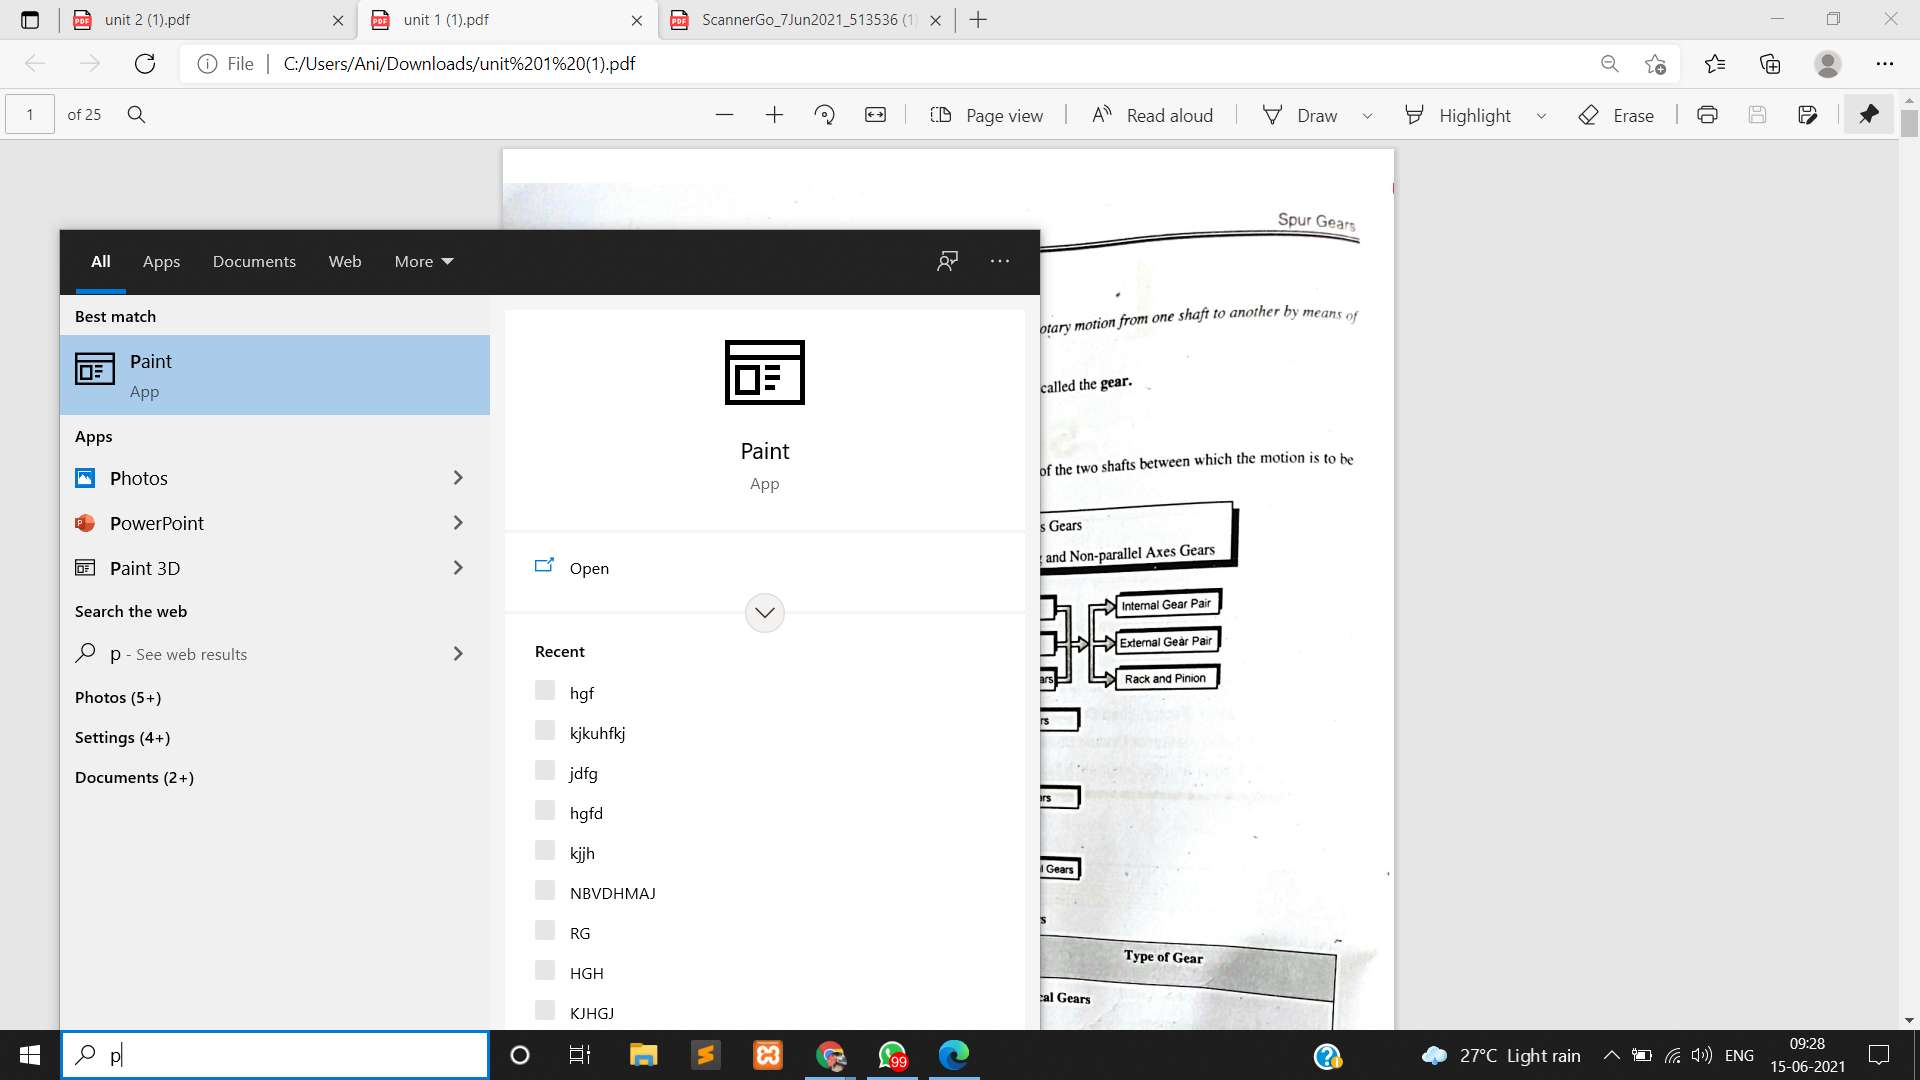 unit 2 (1).pdf
unit 1 (1).pdf
ScannerGo_7Jun2021_513536 (1
File
C:/Users/Ani/Downloads/unit%201%20(1).pdf
1 of 25
Page view
Read aloud
Draw
Highlight
Erase
Spur Gears
otary motion from one shaft to another by means of
called the gear.
of the two shafts between which the motion is to be
s Gears
and Non-parallel Axes Gears
Internal Gear Pair
External Gear Pair
Rack and Pinion
ars
rs
ers
l Gears
s
Type of Gear
cal Gears
All
Apps
Documents
Web
More
Best match
Paint
App
Apps
Photos
PowerPoint
Paint 3D
Search the web
p - See web results
Photos (5+)
Settings (4+)
Documents (2+)
Paint
App
Open
Recent
hgf
kjkuhfkj
jdfg
hgfd
kjjh
NBVDHMAJ
RG
HGH
KJHGJ
p
99
27°C Light rain
ENG
09:28
15-06-2021